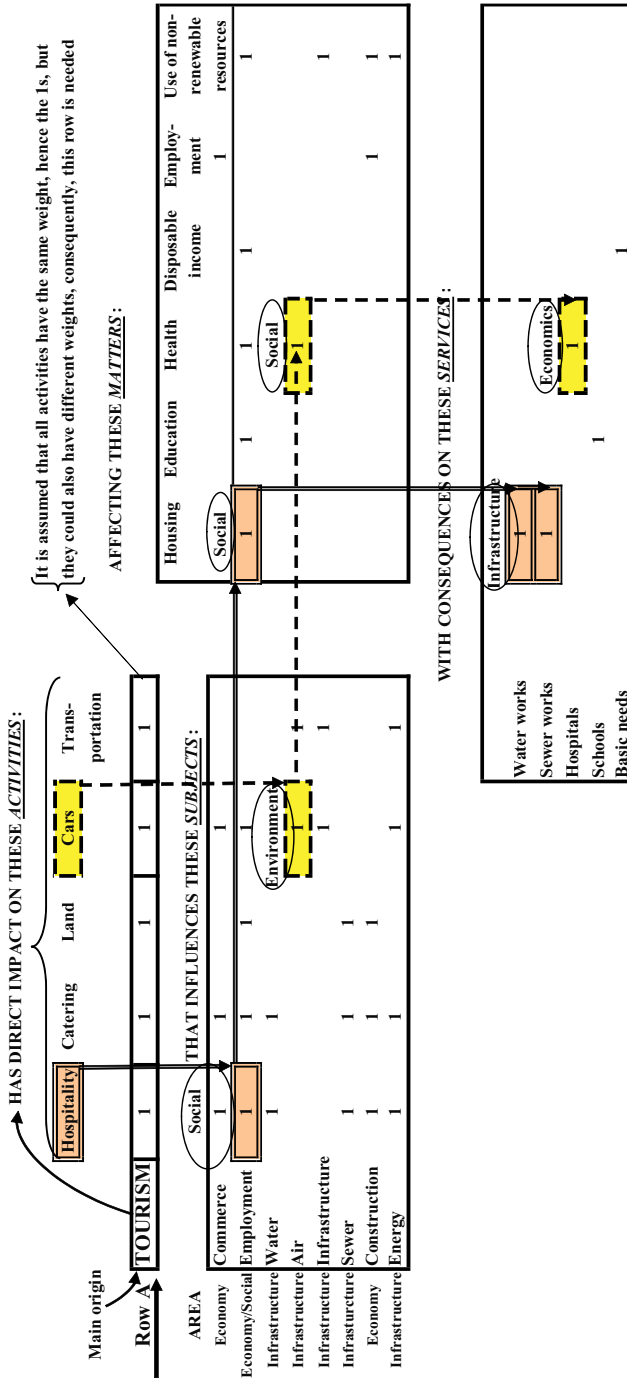 It is assumed that all activities have the same weight, hence the 1s, but
they could also have different weights, consequently, this row is needed
HAS DIRECT IMPACT ON THESE ACTIVITIES:
Main origin
Hospitality Catering Land Cars Trans-
portation
Row A TOURISM 1 1 1 1 1
AREA
THAT INFLUENCES THESE SUBJECTS:
Social
Economy Commerce 1 1 1
Economy/Social Employment 1 1 1 1
Environment
Infrastructure Water 1 1
Infrastructure Air 1 1
Infrastructure Infrastructure 1 1
Infrasturcture Sewer 1 1 1
Economy Construction 1 1 1
Infrastructure Energy 1 1 1 1
AFFECTING THESE MATTERS:
Housing Education Health Disposable Employ- Use of non-
income ment renewable
resources
Social 1
1 1 1 1 1
Social
1
1
1 1
1
WITH CONSEQUENCES ON THESE SERVICES:
Infrastructure Economics
Water works 1
Sewer works 1
Hospitals 1
Schools 1
Basic needs 1